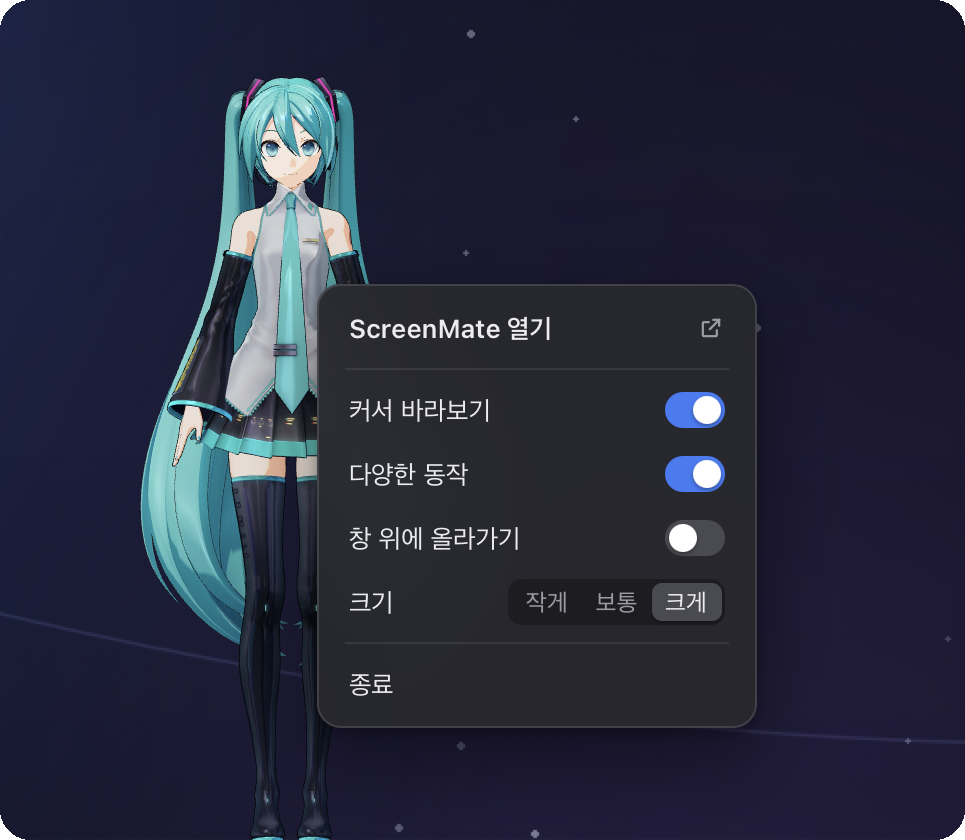 ScreenMate 열기
커서 바라보기
다양한 동작
창 위에 올라가기
크기 작게 보통 크게
종료